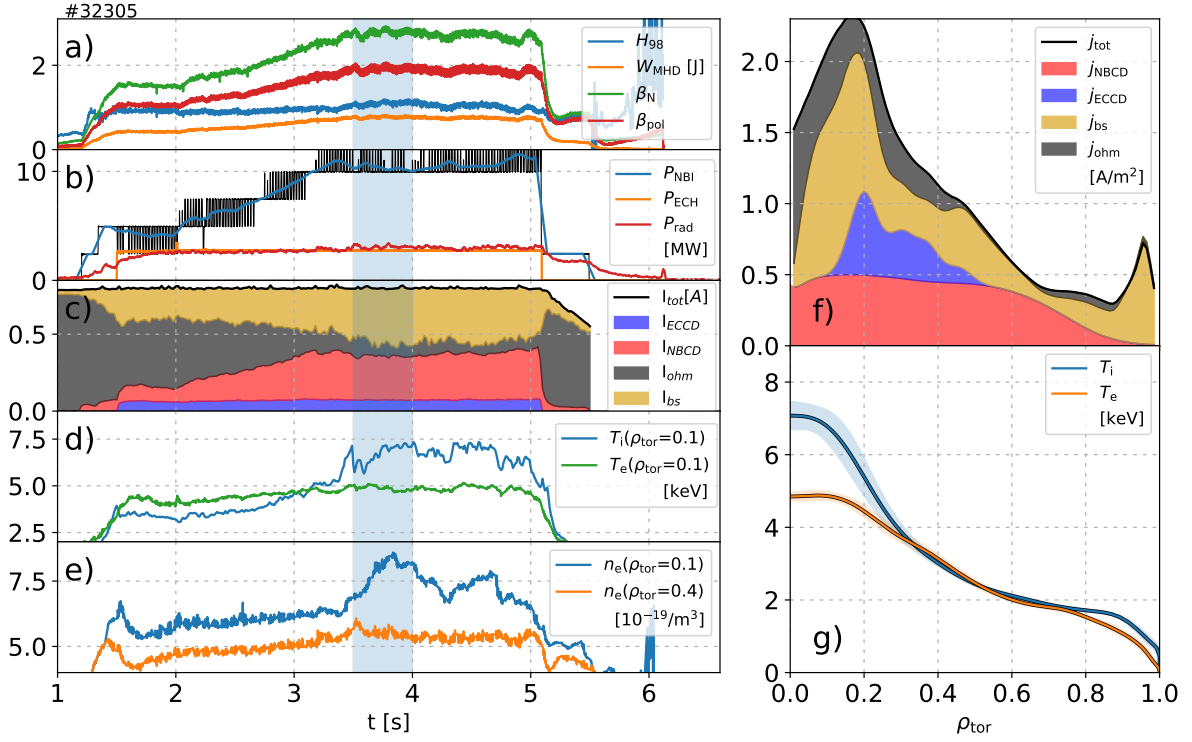 #32305
a)
2
0
H98
WMHD [J]
βN
βpol
b)
10
0
PNBI
PECH
Prad
[MW]
c)
0.5
0.0
Itot[A]
IECCD
INBCD
Iohm
Ibs
d)
7.5
5.0
2.5
Ti(ρtor=0.1)
Te(ρtor=0.1)
[keV]
e)
7.5
5.0
ne(ρtor=0.1)
ne(ρtor=0.4)
[10−19/m3]
1 2 3 4 5 6
t [s]
2.0
1.5
1.0
0.5
0.0
f)
jtot
jNBCD
jECCD
jbs
johm
[A/m2]
8
6
4
2
0
g)
Ti
Te
[keV]
0.0 0.2 0.4 0.6 0.8 1.0
ρtor